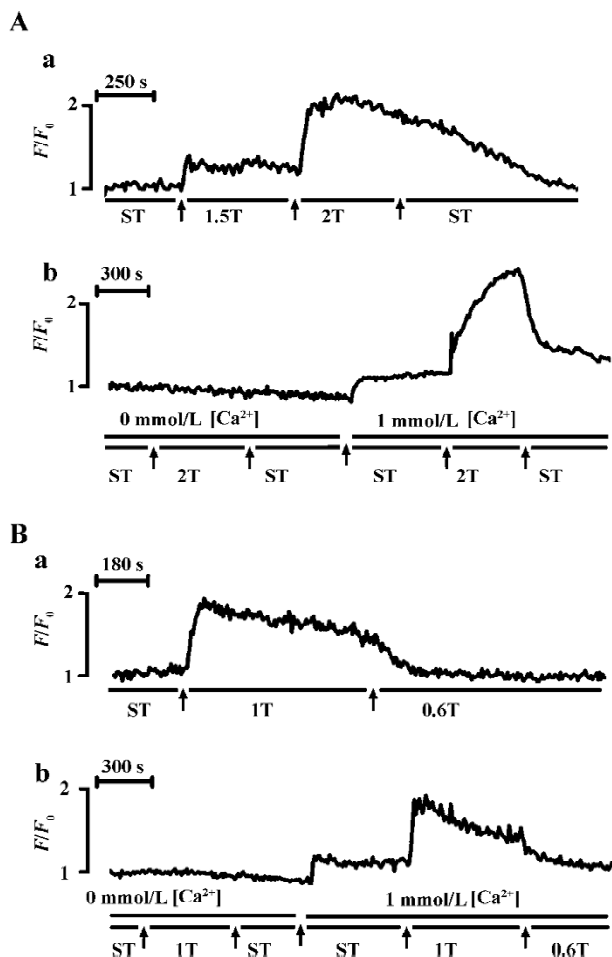 A
a
250 s
2
F/F₀
1
ST 1.5T 2T ST
b
300 s
2
F/F₀
1
0 mmol/L [Ca²⁺] 1 mmol/L [Ca²⁺]
ST 2T ST ST 2T ST
B
a
180 s
2
F/F₀
1
ST 1T 0.6T
b
300 s
2
F/F₀
1
0 mmol/L [Ca²⁺] 1 mmol/L [Ca²⁺]
ST 1T ST ST 1T 0.6T